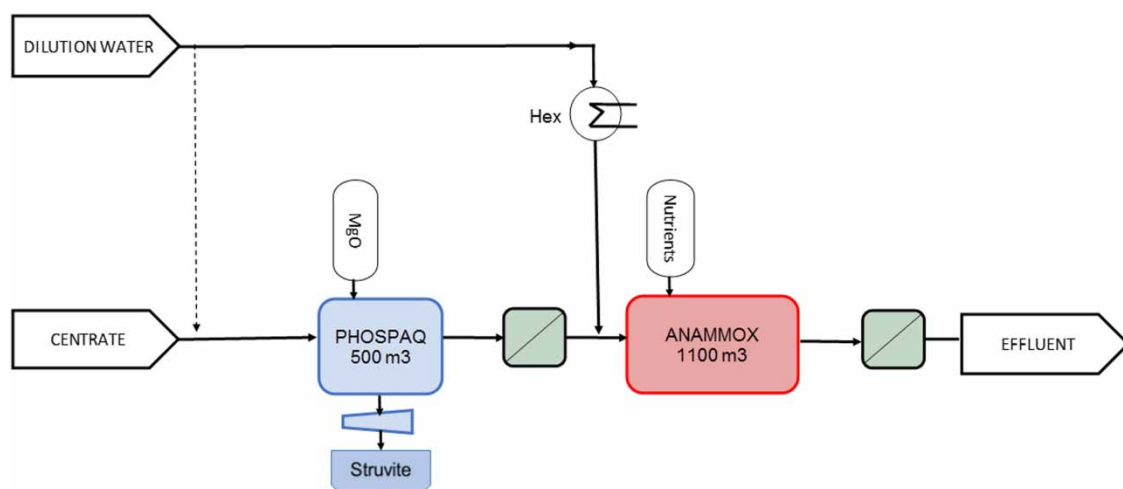 DILUTION WATER
Hex
MgO
Nutrients
CENTRATE
PHOSPAQ
500 m3
ANAMMOX
1100 m3
EFFLUENT
Struvite